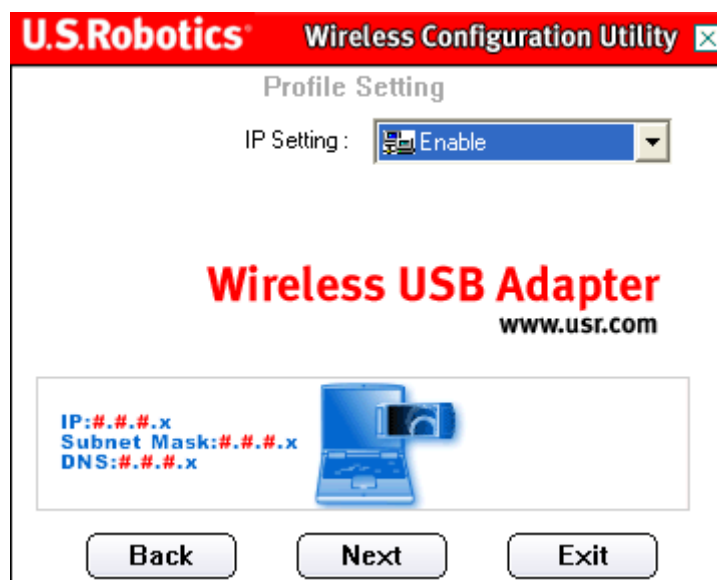 U.S.Robotics® Wireless Configuration Utility
Profile Setting
IP Setting : Enable
Wireless USB Adapter
www.usr.com
IP:#.#.#.x
Subnet Mask:#.#.#.x
DNS:#.#.#.x
Back Next Exit